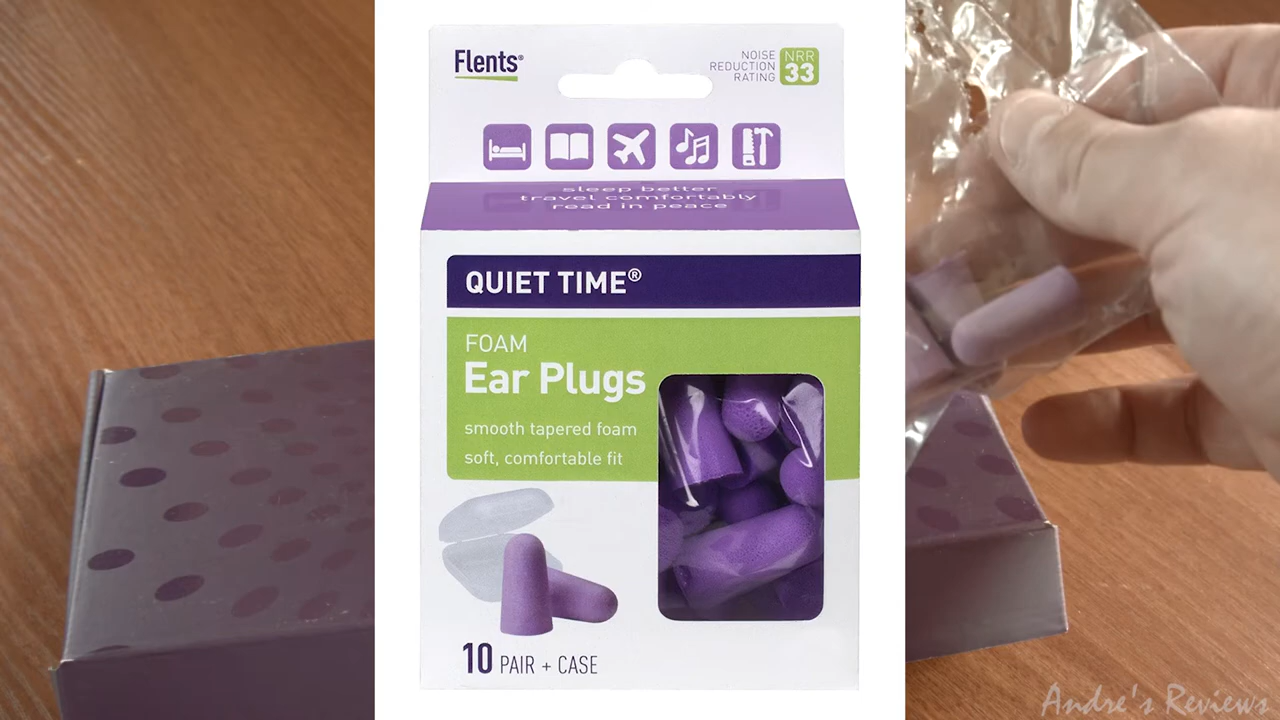 Flents®
NOISE
REDUCTION
RATING
NRR
33
sleep better
travel comfortably
read in peace
QUIET TIME®
FOAM
Ear Plugs
smooth tapered foam
soft, comfortable fit
10 PAIR + CASE
Andre's Reviews